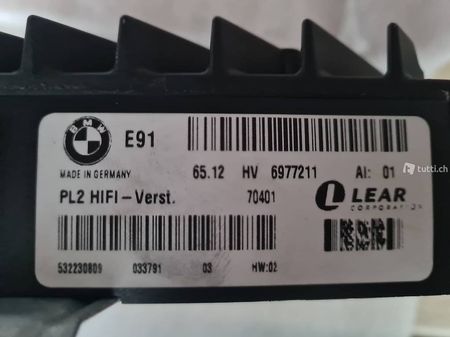 BMW
E91
MADE IN GERMANY
65.12 HV 6977211 AI: 01
PL2 HIFI-Verst. 70401
L LEAR
CORPORATION
532230809 033791 03 HW:02
tutti.ch